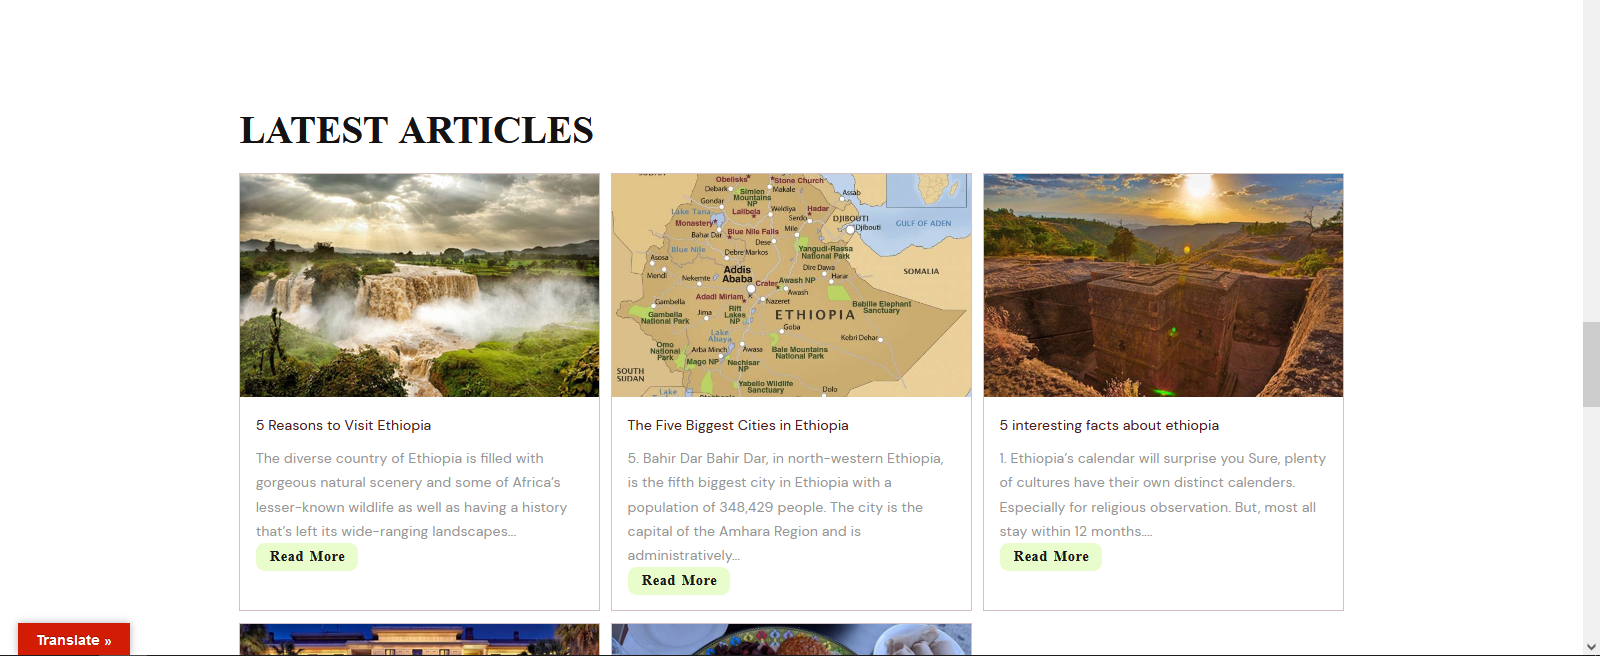 LATEST ARTICLES
Obelisks
Stone Church
Debark
Simien
Mountains
NP
Makale
Assab
Gondar
Lake Tana
Lalibela
Weldiya
Hadar
Monastery
Serdo
DJIBOUTI
GULF OF ADEN
Bahar Dar
Blue Nile Falls
Mile
Djibouti
Dese
Blue Nile
Debre Markos
Yangudi-Rassa
National Park
Asosa
Mendi
Addis
Ababa
Dire Dawa
SOMALIA
Nekemte
Crater
Awash NP
Harar
Adadi Miriam
Awash
Gambella
Nazeret
Babille Elephant
Sanctuary
Gambella
National Park
Jima
Rift
Lakes
NP
ETHIOPIA
Goba
Lake
Abaya
Kebri Dehar
Omo
National
Park
Arba Minch
Awasa
Bale Mountains
National Park
Mago NP
Nechisar
NP
SOUTH
SUDAN
Yabello Wildlife
Sanctuary
Dolo
Lake
5 Reasons to Visit Ethiopia
The diverse country of Ethiopia is filled with
gorgeous natural scenery and some of Africa’s
lesser-known wildlife as well as having a history
that’s left its wide-ranging landscapes...
Read More
The Five Biggest Cities in Ethiopia
5. Bahir Dar Bahir Dar, in north-western Ethiopia,
is the fifth biggest city in Ethiopia with a
population of 348,429 people. The city is the
capital of the Amhara Region and is
administratively...
Read More
5 interesting facts about ethiopia
1. Ethiopia’s calendar will surprise you Sure, plenty
of cultures have their own distinct calenders.
Especially for religious observation. But, most all
stay within 12 months....
Read More
Translate »